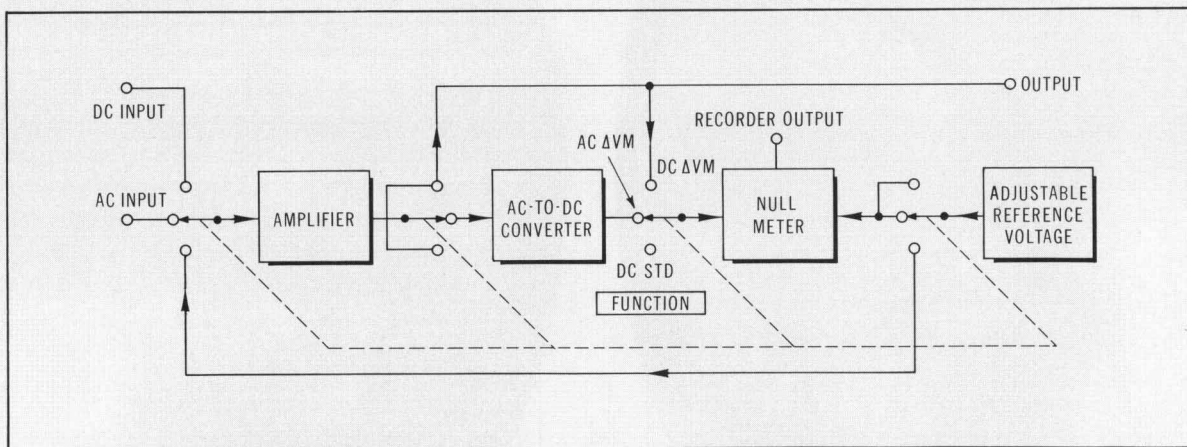 DC INPUT
OUTPUT
RECORDER OUTPUT
AC ΔVM
DC ΔVM
AC INPUT
AMPLIFIER
AC-TO-DC
CONVERTER
NULL
METER
ADJUSTABLE
REFERENCE
VOLTAGE
DC STD
FUNCTION